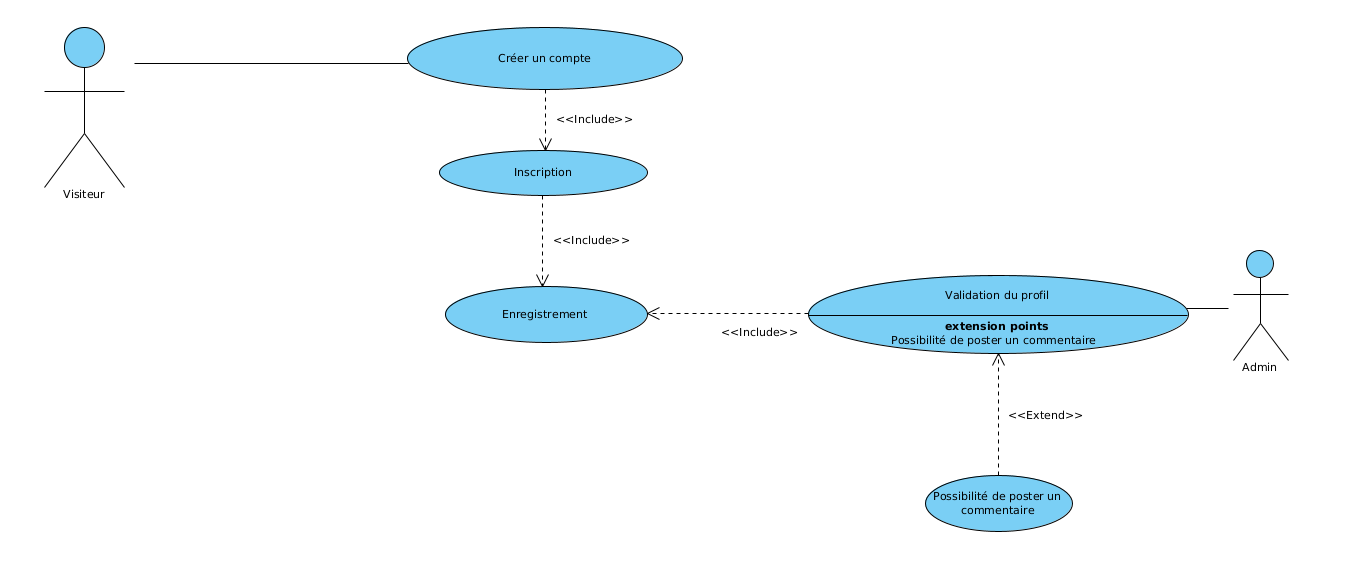 Créer un compte
<<Include>>
Inscription
Visiteur
<<Include>>
Validation du profil
Enregistrement
extension points
<<Include>>
Possibilité de poster un commentaire
Admin
<<Extend>>
Possibilité de poster un
commentaire